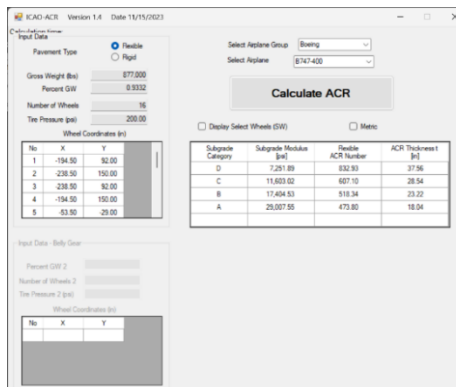 ICAO-ACR Version 1.4 Date 11/15/2023
Calculation time
Input Data
Pavement Type
Flexible
Rigid
Gross Weight (lbs) 877,000
Percent GW 0.9332
Number of Wheels 16
Tire Pressure (psi) 200.00
Wheel Coordinates (in)
No X Y
1 -194.50 92.00
2 -238.50 150.00
3 -238.50 92.00
4 -194.50 150.00
5 -53.50 -29.00
Select Airplane Group Boeing
Select Airplane B747-400
Calculate ACR
Display Select Wheels (SW) Metric
Subgrade Category Subgrade Modulus [psi] Flexible ACR Number ACR Thickness t [in]
D 7,251.89 832.93 37.96
C 11,603.02 607.10 28.54
B 17,404.53 518.34 23.22
A 29,007.55 473.80 18.04
Input Data - Belly Gear
Percent GW 2
Number of Wheels 2
Tire Pressure 2 (psi)
Wheel Coordinates (in)
No X Y